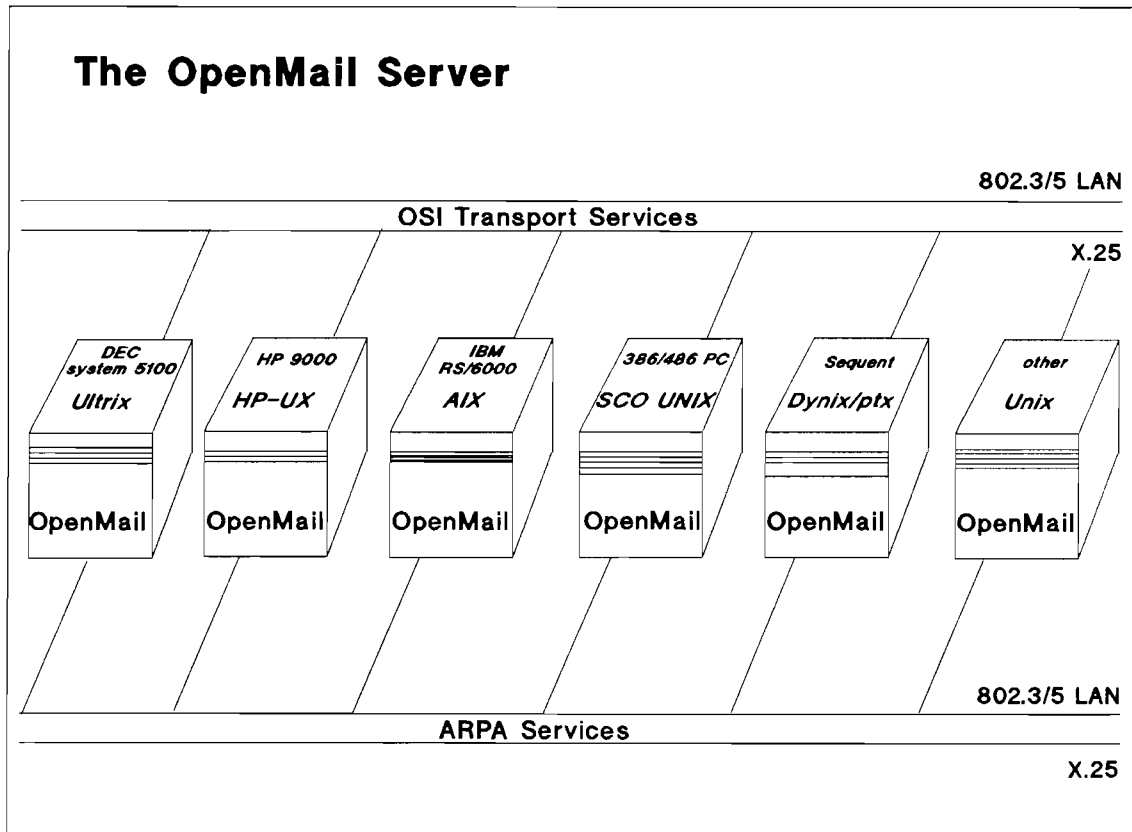 The OpenMail Server
802.3/5 LAN
OSI Transport Services
X.25
DEC
system 5100
Ultrix
HP 9000
HP-UX
IBM
RS/6000
AIX
386/486 PC
SCO UNIX
Sequent
Dynix/ptx
other
Unix
OpenMail
OpenMail
OpenMail
OpenMail
OpenMail
OpenMail
802.3/5 LAN
ARPA Services
X.25